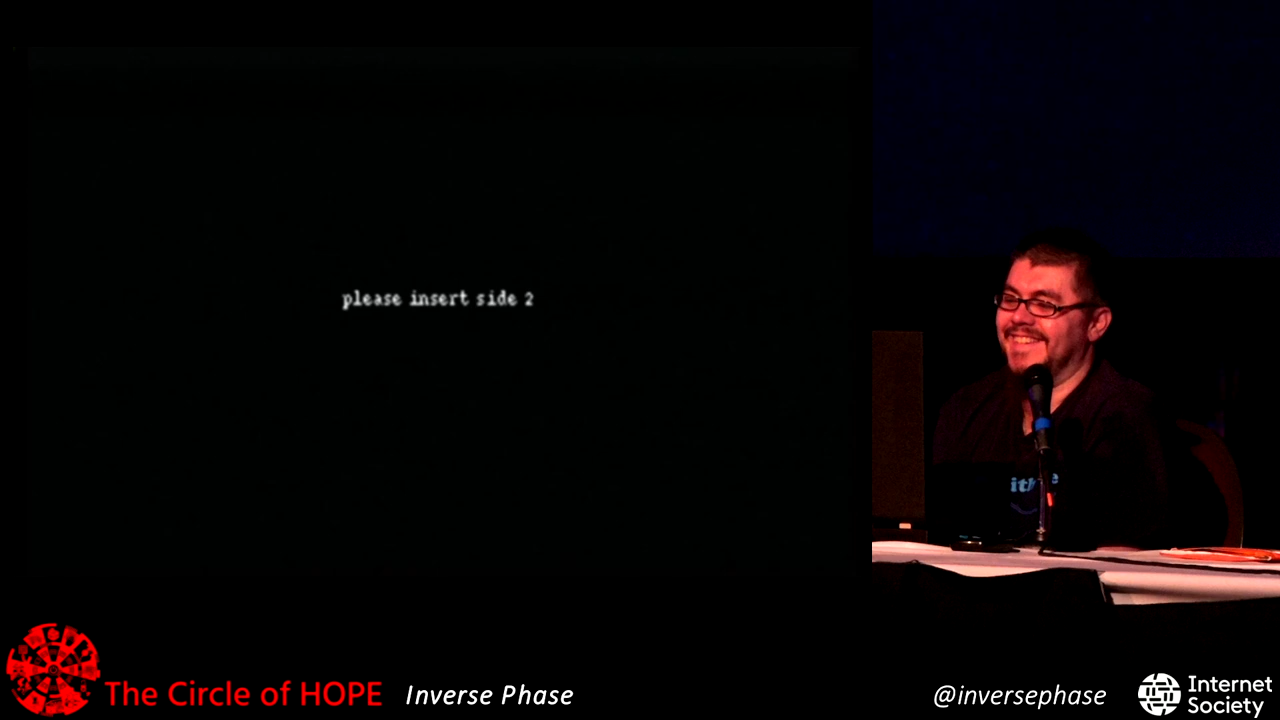 please insert side 2
The Circle of HOPE
Inverse Phase
@inversephase
Internet
Society